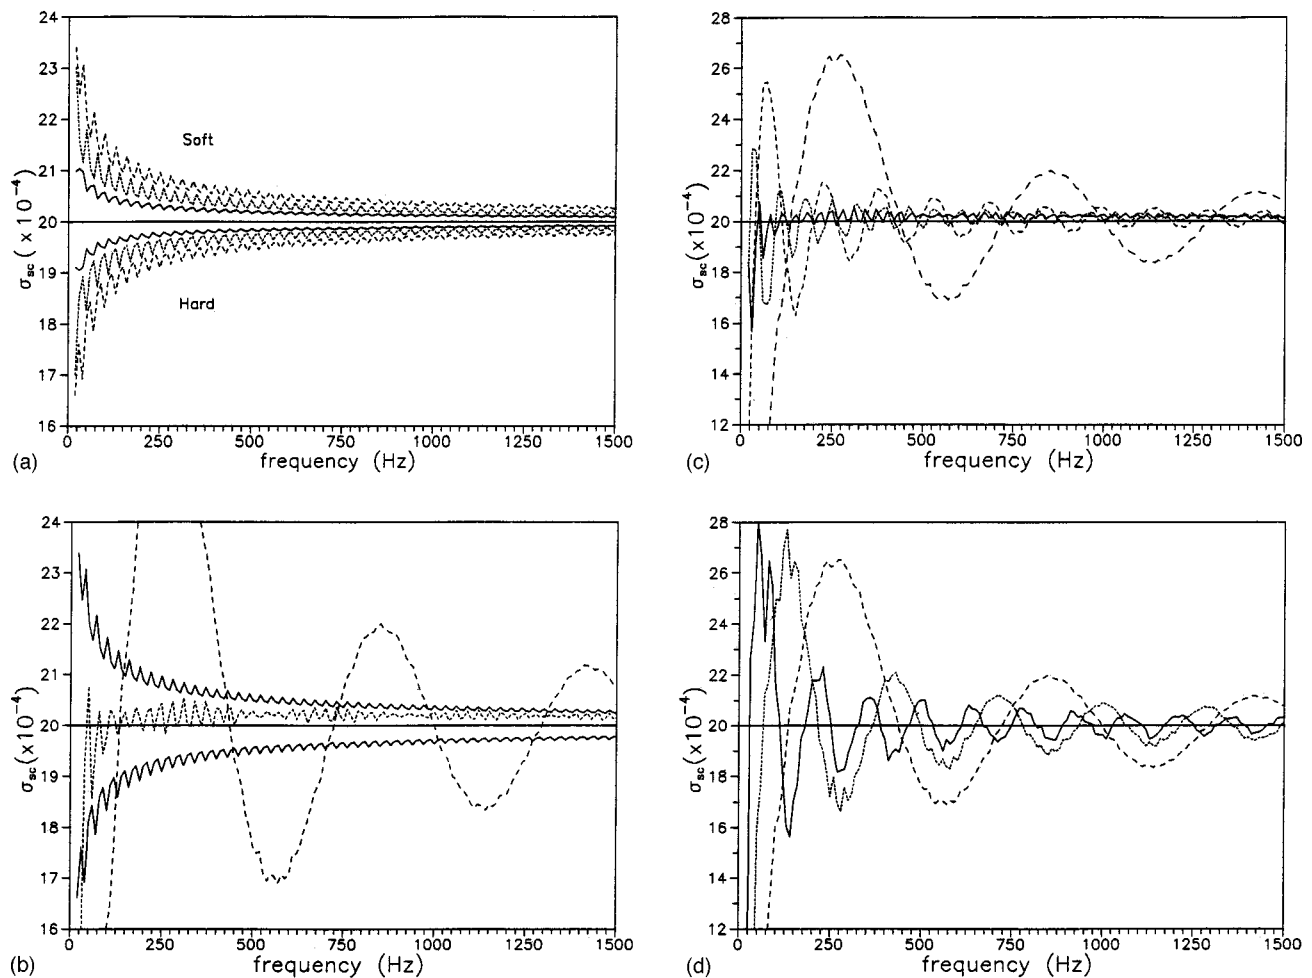 24
23
22
21
20
19
18
17
16
σsc ( x 10⁻⁴)
Soft
Hard
0 250 500 750 1000 1250 1500
frequency (Hz)
(a)
28
26
24
22
20
18
16
14
12
σsc(x10⁻⁴)
0 250 500 750 1000 1250 1500
frequency (Hz)
(c)
24
23
22
21
20
19
18
17
16
σsc (x10⁻⁴)
0 250 500 750 1000 1250 1500
frequency (Hz)
(b)
28
26
24
22
20
18
16
14
12
σsc(x10⁻⁴)
0 250 500 750 1000 1250 1500
frequency (Hz)
(d)